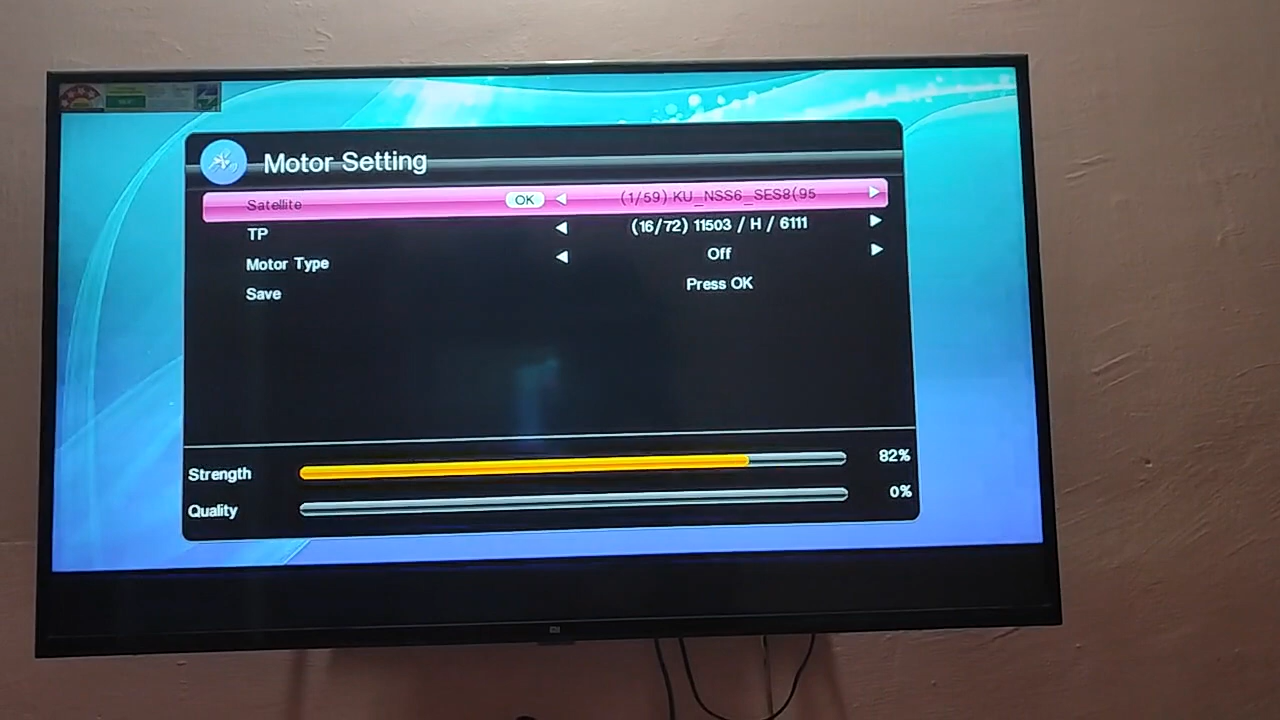 Motor Setting
Satellite OK (1/59) KU_NSS6_SES8(95
TP (16/72) 11503 / H / 6111
Motor Type Off
Save Press OK
Strength 82%
Quality 0%
MI